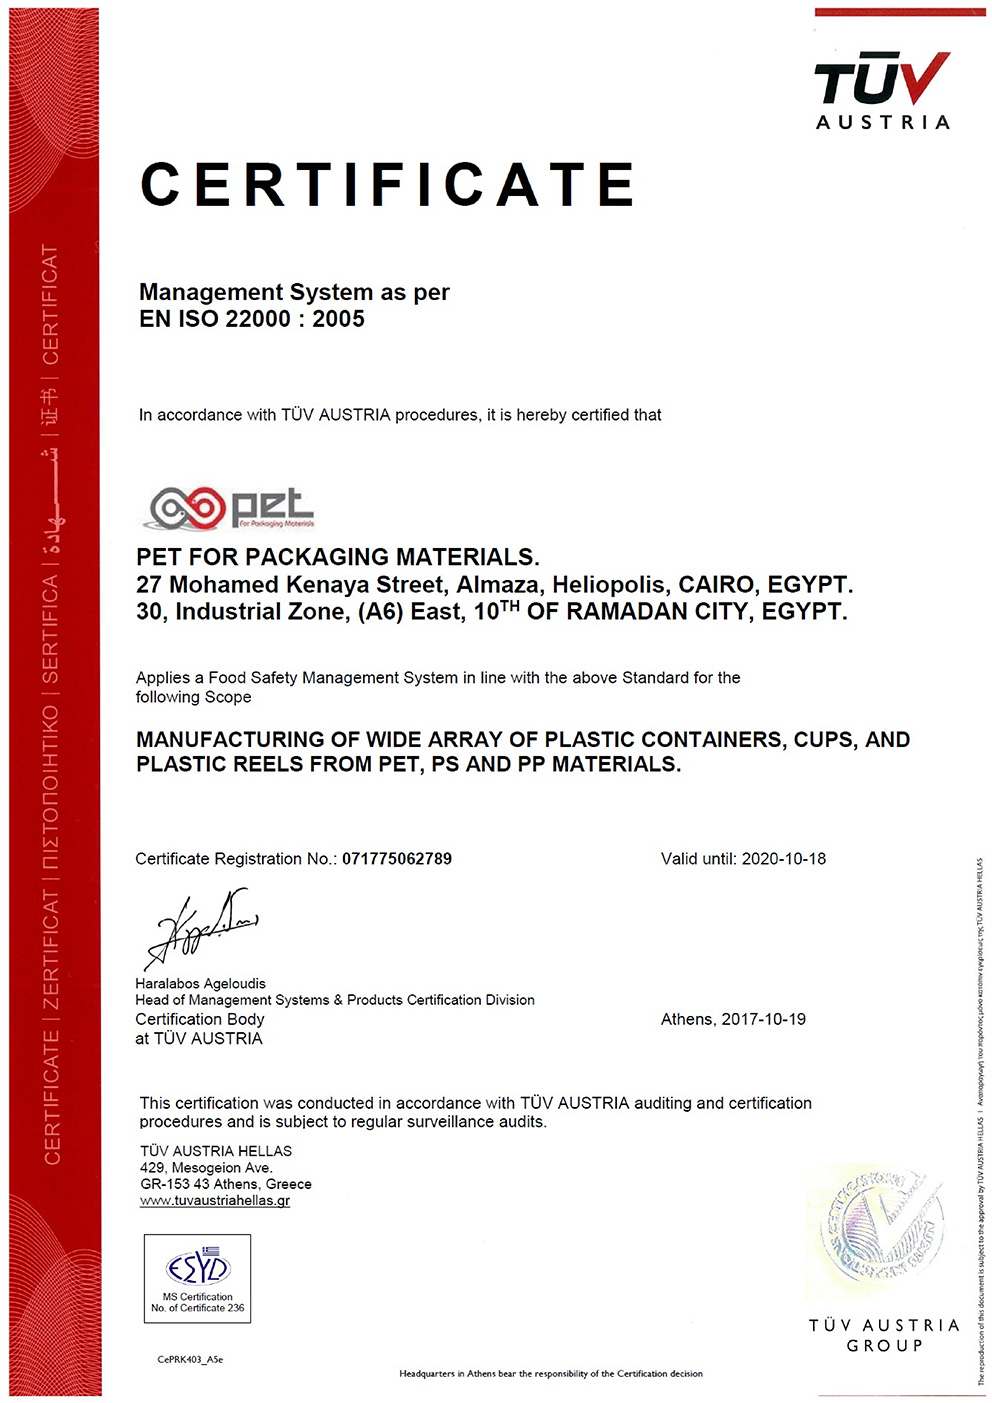 TÜV
AUSTRIA
CERTIFICATE
Management System as per
EN ISO 22000 : 2005
In accordance with TÜV AUSTRIA procedures, it is hereby certified that
pet
For Packaging Materials
PET FOR PACKAGING MATERIALS.
27 Mohamed Kenaya Street, Almaza, Heliopolis, CAIRO, EGYPT.
30, Industrial Zone, (A6) East, 10TH OF RAMADAN CITY, EGYPT.
Applies a Food Safety Management System in line with the above Standard for the
following Scope
MANUFACTURING OF WIDE ARRAY OF PLASTIC CONTAINERS, CUPS, AND
PLASTIC REELS FROM PET, PS AND PP MATERIALS.
Certificate Registration No.: 071775062789
Valid until: 2020-10-18
Haralabos Ageloudis
Head of Management Systems & Products Certification Division
Certification Body
at TÜV AUSTRIA
Athens, 2017-10-19
This certification was conducted in accordance with TÜV AUSTRIA auditing and certification
procedures and is subject to regular surveillance audits.
TÜV AUSTRIA HELLAS
429, Mesogeion Ave.
GR-153 43 Athens, Greece
www.tuvaustriahellas.gr
ESYD
MS Certification
No. of Certificate 236
TÜV AUSTRIA
GROUP
CePRK403_A5e
Headquarters in Athens bear the responsibility of the Certification decision
CERTIFICATE | ZERTIFICAT | ΠΙΣΤΟΠΟΙΗΤΙΚΟ | SERTIFICA | شـــــهادة | 证书 | CERTIFICAT
The reproduction of this document is subject to the approval by TÜV AUSTRIA HELLAS | Αναπαραγωγή του παρόντος μόνο κατόπιν εγκρίσεως της TÜV AUSTRIA HELLAS